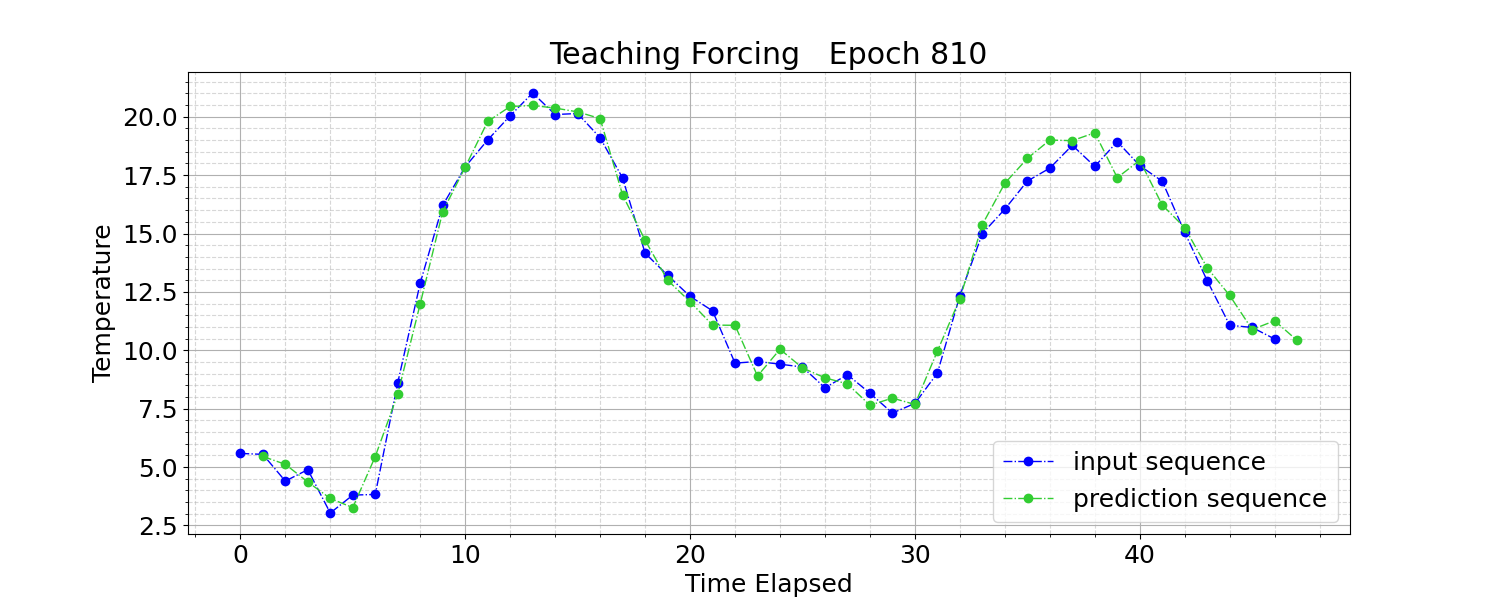 Teaching Forcing   Epoch 810
Temperature
20.0
17.5
15.0
12.5
10.0
7.5
5.0
2.5
input sequence
prediction sequence
0 10 20 30 40
Time Elapsed